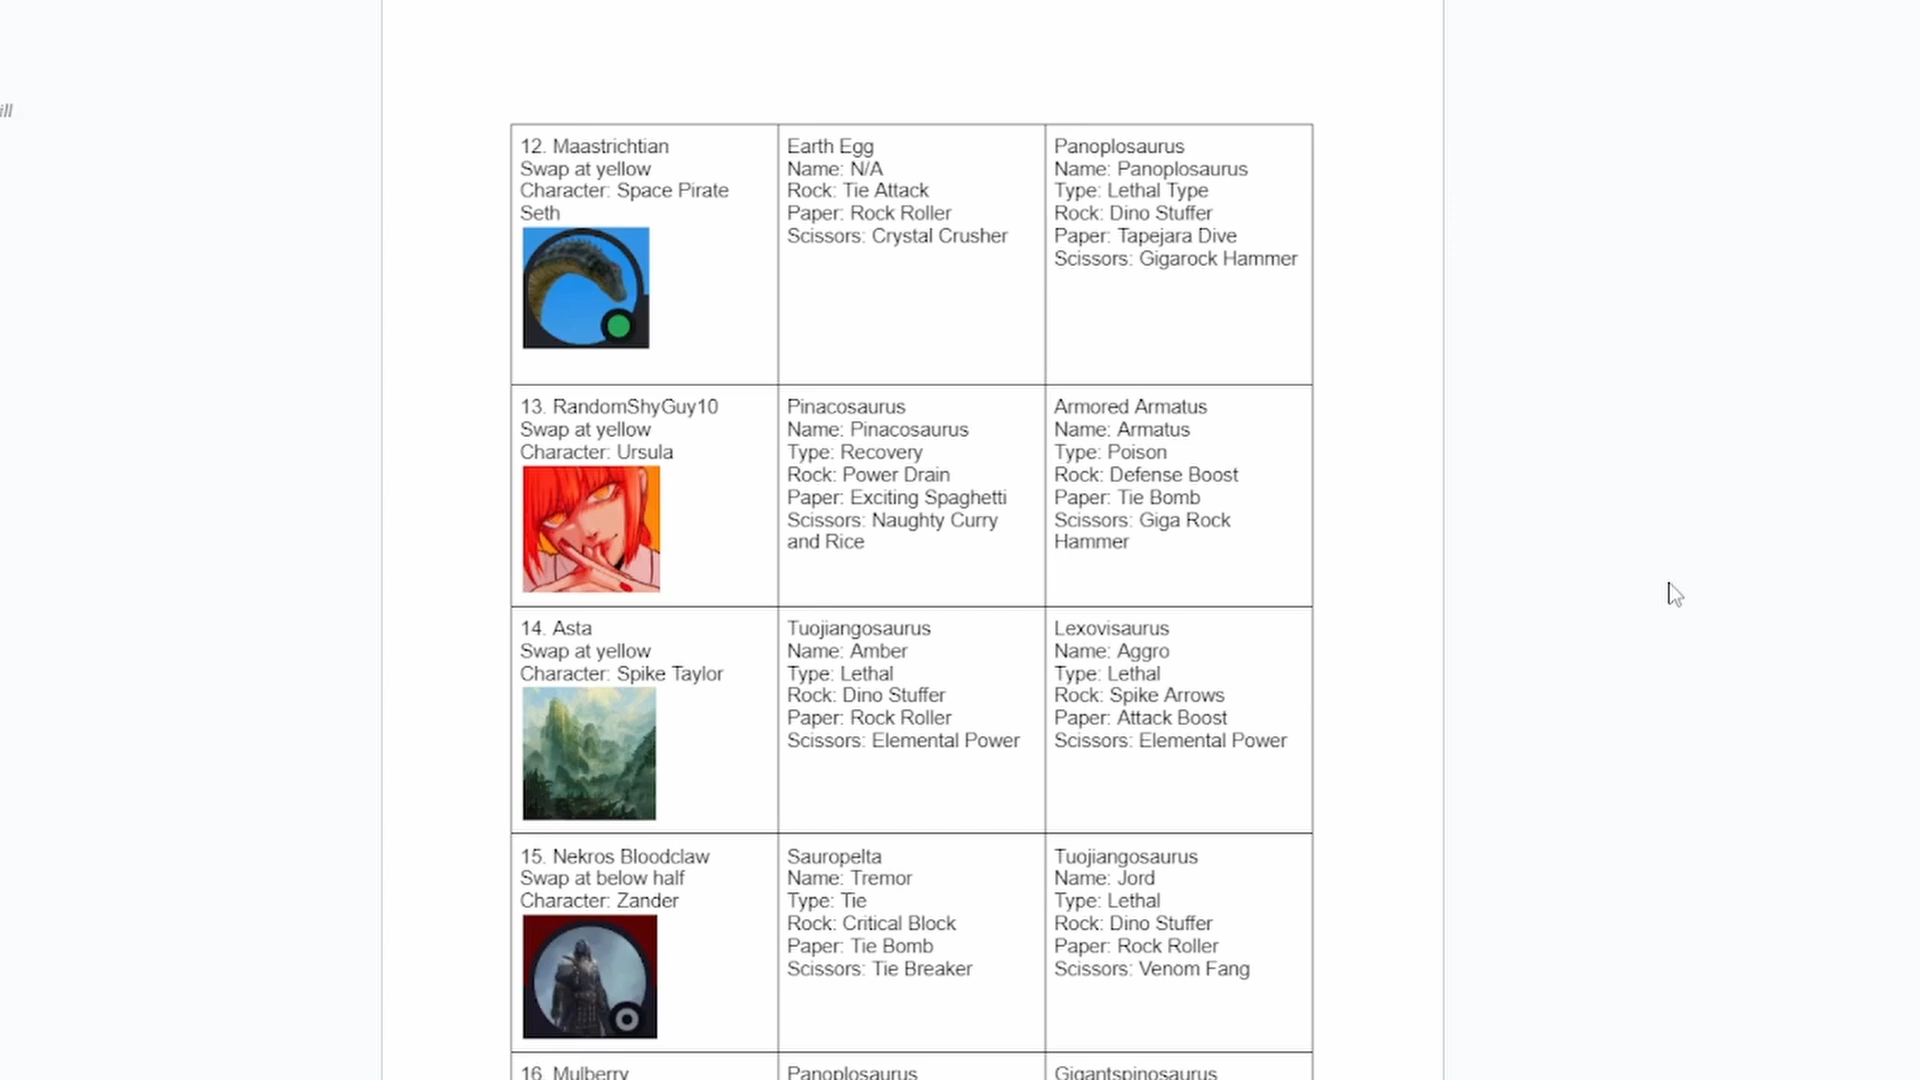 ill
12. Maastrichtian
Swap at yellow
Character: Space Pirate
Seth
Earth Egg
Name: N/A
Rock: Tie Attack
Paper: Rock Roller
Scissors: Crystal Crusher
Panoplosaurus
Name: Panoplosaurus
Type: Lethal Type
Rock: Dino Stuffer
Paper: Tapejara Dive
Scissors: Gigarock Hammer
13. RandomShyGuy10
Swap at yellow
Character: Ursula
Pinacosaurus
Name: Pinacosaurus
Type: Recovery
Rock: Power Drain
Paper: Exciting Spaghetti
Scissors: Naughty Curry
and Rice
Armored Armatus
Name: Armatus
Type: Poison
Rock: Defense Boost
Paper: Tie Bomb
Scissors: Giga Rock
Hammer
14. Asta
Swap at yellow
Character: Spike Taylor
Tuojiangosaurus
Name: Amber
Type: Lethal
Rock: Dino Stuffer
Paper: Rock Roller
Scissors: Elemental Power
Lexovisaurus
Name: Aggro
Type: Lethal
Rock: Spike Arrows
Paper: Attack Boost
Scissors: Elemental Power
15. Nekros Bloodclaw
Swap at below half
Character: Zander
Sauropelta
Name: Tremor
Type: Tie
Rock: Critical Block
Paper: Tie Bomb
Scissors: Tie Breaker
Tuojiangosaurus
Name: Jord
Type: Lethal
Rock: Dino Stuffer
Paper: Rock Roller
Scissors: Venom Fang
16. Mulberry
Panoplosaurus
Gigantspinosaurus